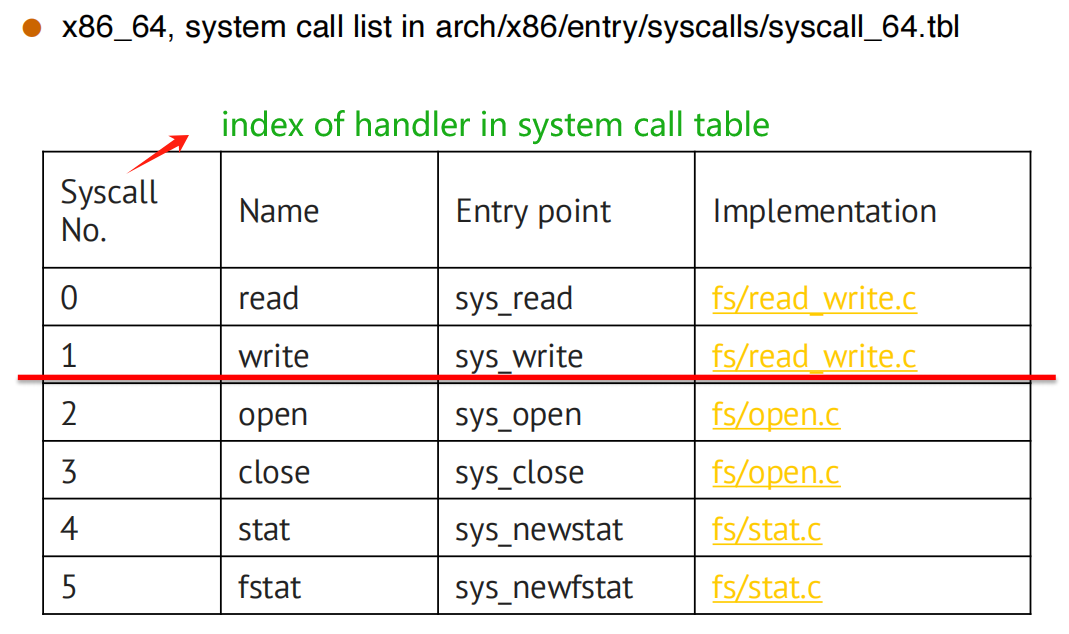 x86_64, system call list in arch/x86/entry/syscalls/syscall_64.tbl
index of handler in system call table
Syscall No. Name Entry point Implementation
0 read sys_read fs/read_write.c
1 write sys_write fs/read_write.c
2 open sys_open fs/open.c
3 close sys_close fs/open.c
4 stat sys_newstat fs/stat.c
5 fstat sys_newfstat fs/stat.c